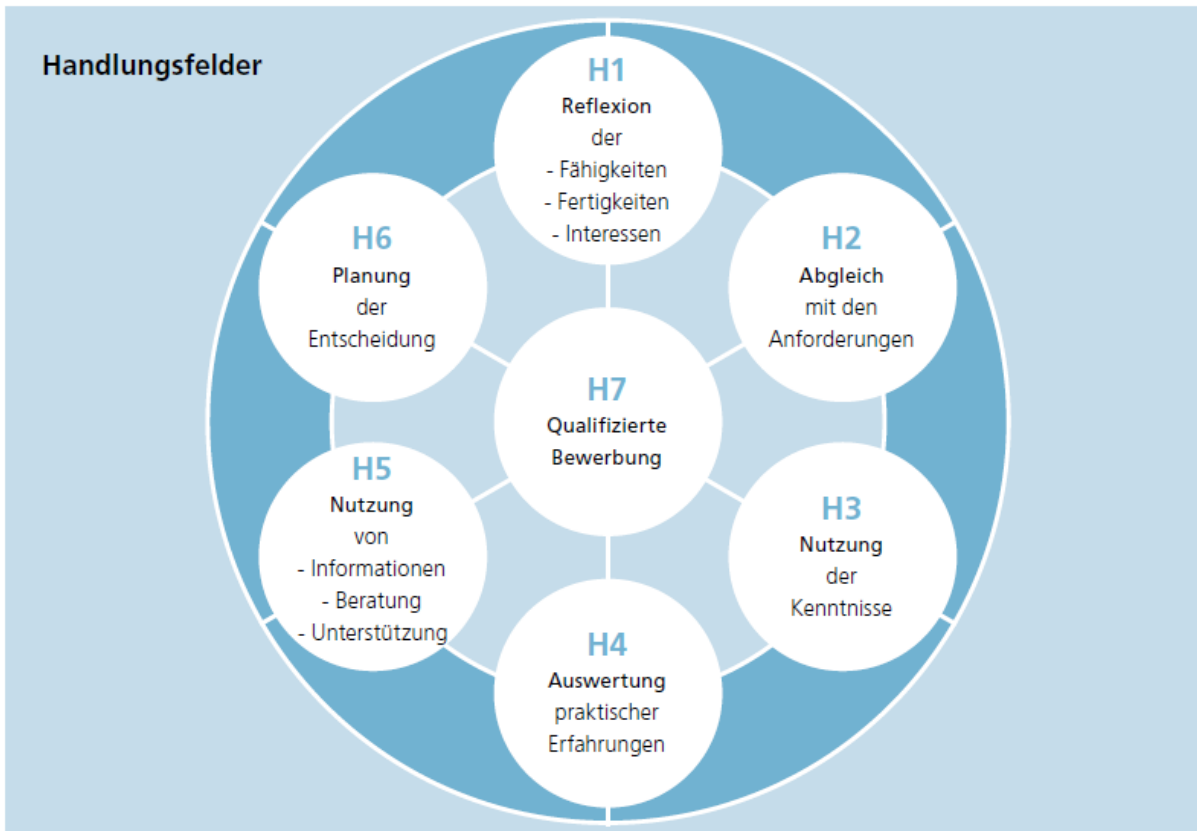 Handlungsfelder
H1
Reflexion
der
- Fähigkeiten
- Fertigkeiten
- Interessen
H2
Abgleich
mit den
Anforderungen
H3
Nutzung
der
Kenntnisse
H4
Auswertung
praktischer
Erfahrungen
H5
Nutzung
von
- Informationen
- Beratung
- Unterstützung
H6
Planung
der
Entscheidung
H7
Qualifizierte
Bewerbung